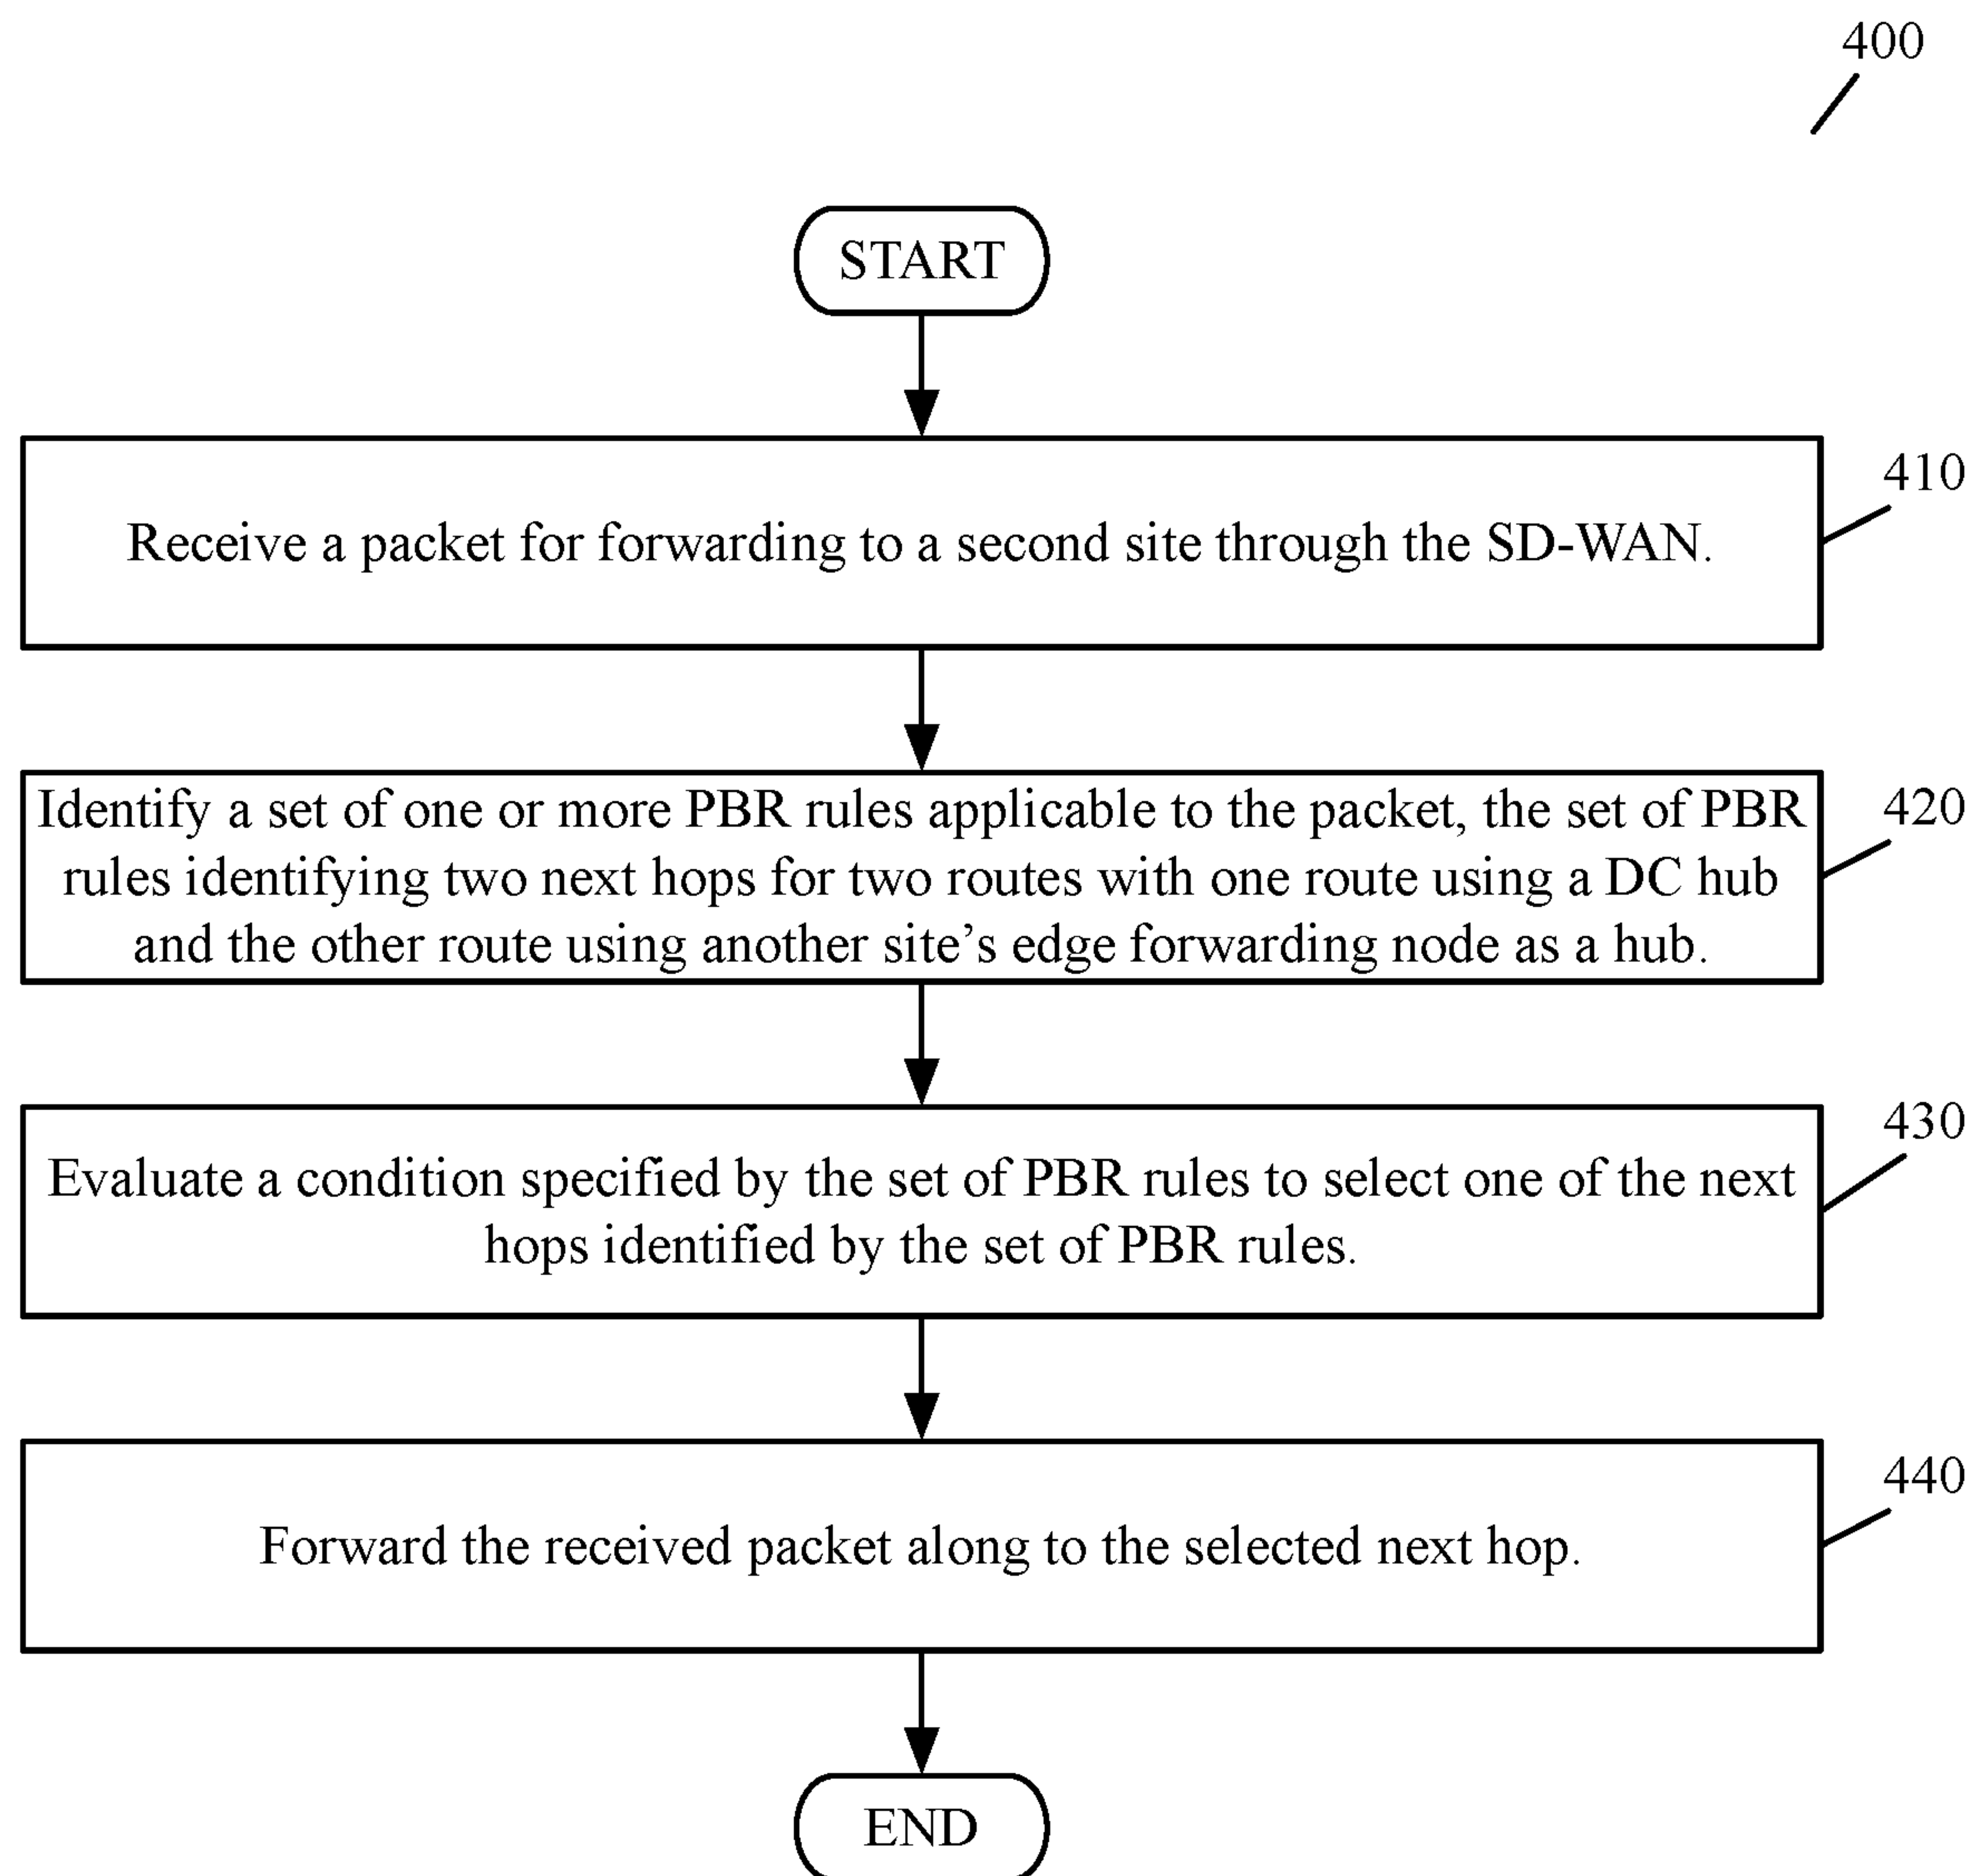 400
START
410
Receive a packet for forwarding to a second site through the SD-WAN.
420
Identify a set of one or more PBR rules applicable to the packet, the set of PBR
rules identifying two next hops for two routes with one route using a DC hub
and the other route using another site’s edge forwarding node as a hub.
430
Evaluate a condition specified by the set of PBR rules to select one of the next
hops identified by the set of PBR rules.
440
Forward the received packet along to the selected next hop.
END